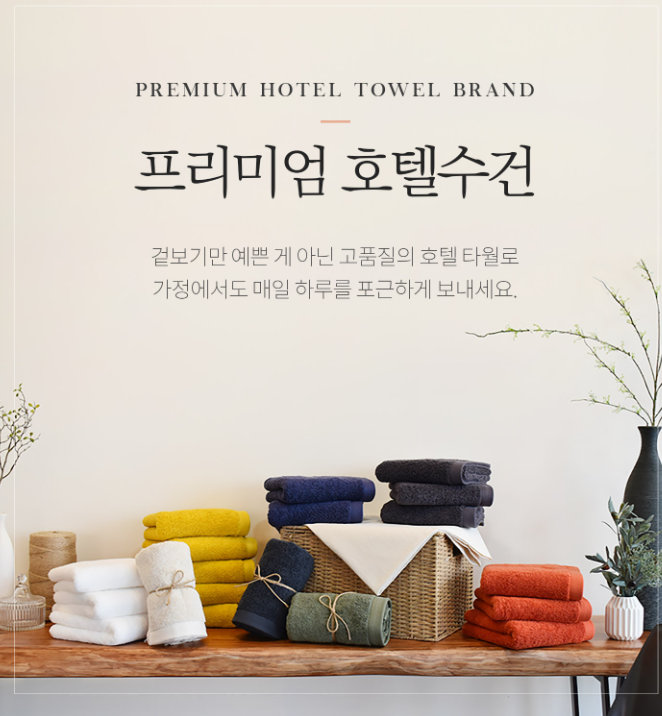 PREMIUM HOTEL TOWEL BRAND
프리미엄 호텔수건
겉보기만 예쁜 게 아닌 고품질의 호텔 타월로
가정에서도 매일 하루를 포근하게 보내세요.